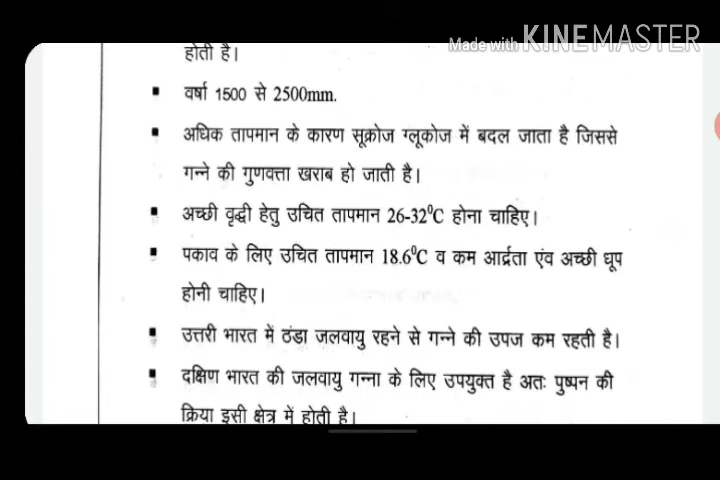 Made with KINEMASTER
होती है।
▪ वर्षा 1500 से 2500mm.
▪ अधिक तापमान के कारण सूक्रोज ग्लूकोज में बदल जाता है जिससे
गन्ने की गुणवत्ता खराब हो जाती है।
▪ अच्छी वृद्धी हेतु उचित तापमान 26-32⁰C होना चाहिए।
▪ पकाव के लिए उचित तापमान 18.6⁰C व कम आर्द्रता एंव अच्छी धूप
होनी चाहिए।
▪ उत्तरी भारत में ठंडा जलवायु रहने से गन्ने की उपज कम रहती है।
▪ दक्षिण भारत की जलवायु गन्ना के लिए उपयुक्त है अतः पुष्पन की
क्रिया इसी क्षेत्र में होती है।